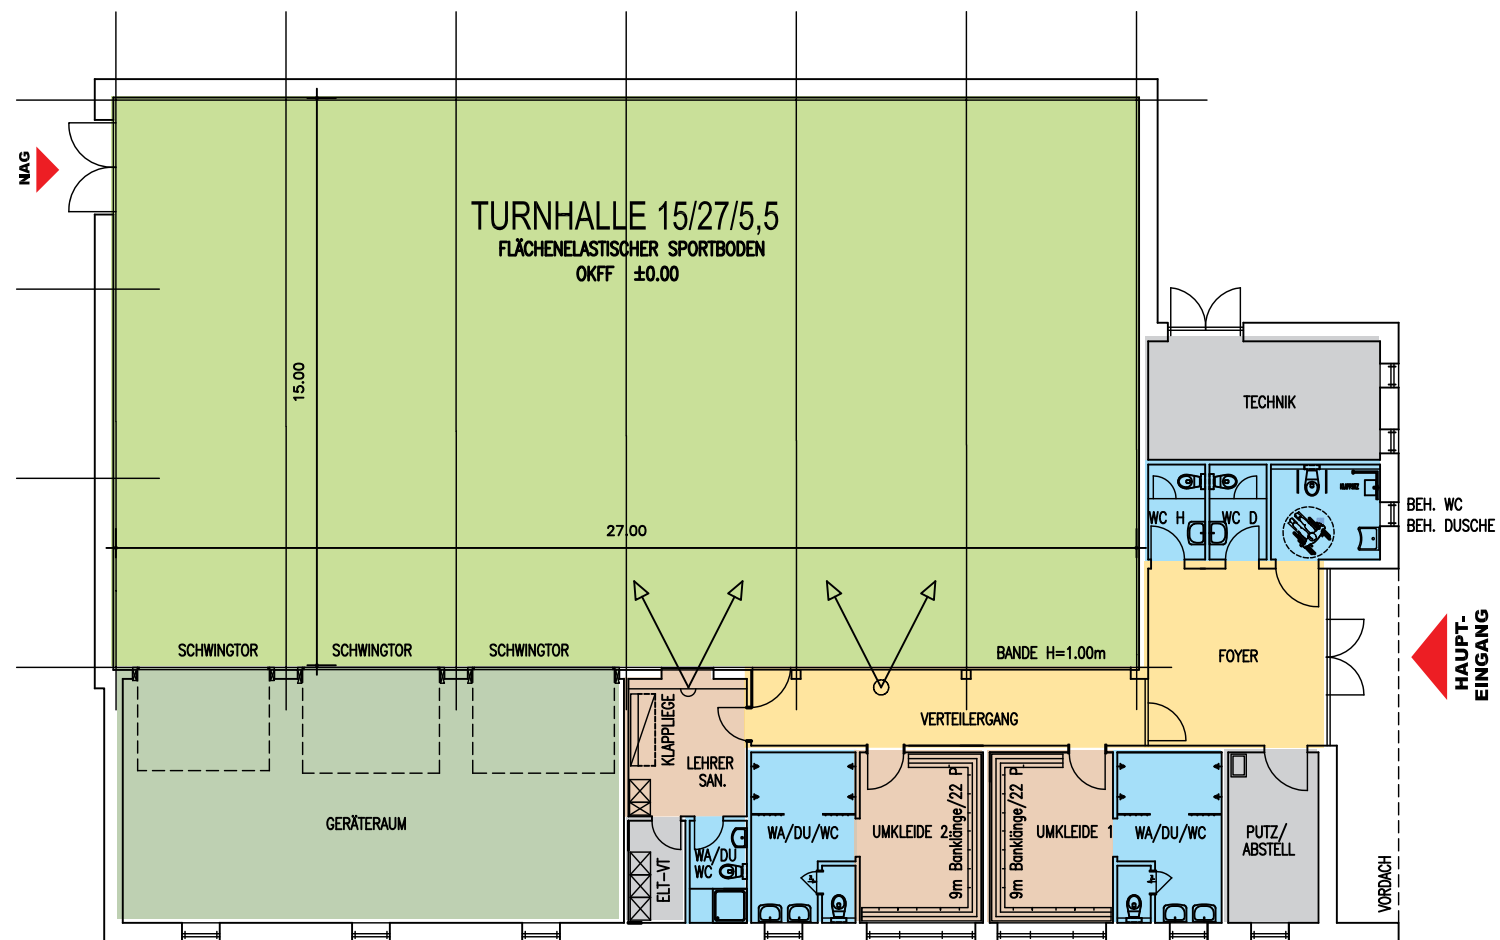 NAG
TURNHALLE 15/27/5,5
FLÄCHENELASTISCHER SPORTBODEN
OKFF ±0.00
15.00
27.00
TECHNIK
WC H
WC D
BEH. WC
BEH. DUSCHE
SCHWINGTOR
SCHWINGTOR
SCHWINGTOR
BANDE H=1.00m
FOYER
HAUPT-
EINGANG
VERTEILERGANG
KLAPPLIEGE
LEHRER
SAN.
GERÄTERAUM
ELT-VT
WA/DU
WC
WA/DU/WC
UMKLEIDE 2
9m Banklänge/22 P
9m Banklänge/22 P
UMKLEIDE 1
WA/DU/WC
PUTZ/
ABSTELL
VORDACH